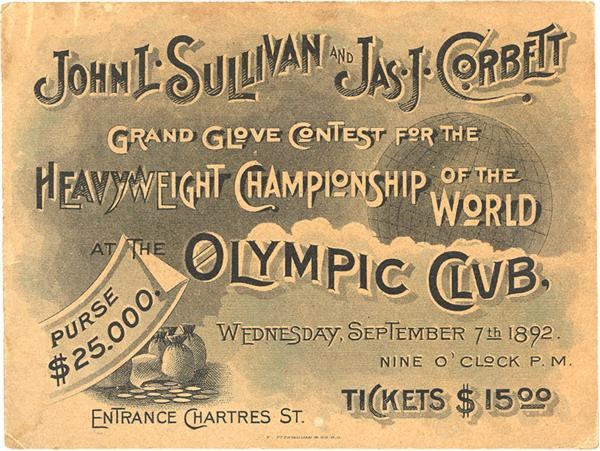 JOHN L. SULLIVAN AND JAS. J. CORBETT
GRAND GLOVE CONTEST FOR THE
HEAVYWEIGHT CHAMPIONSHIP OF THE WORLD
AT THE OLYMPIC CLVB,
PURSE $25.000.
WEDNESDAY, SEPTEMBER 7th 1892.
NINE O'CLOCK P.M.
TICKETS $1500
ENTRANCE CHARTRES ST.